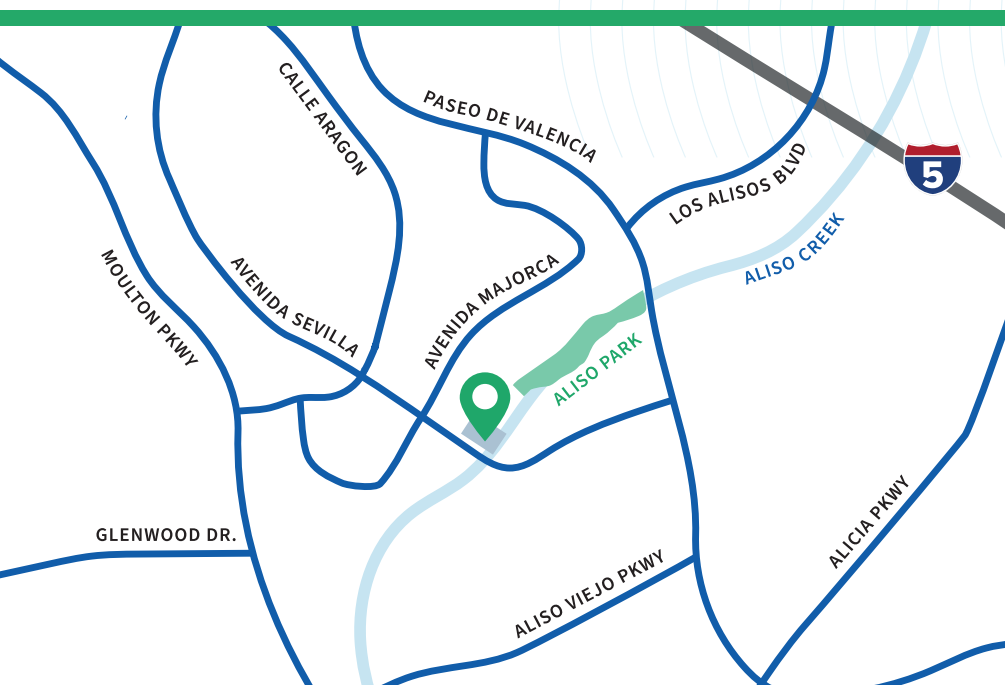 CALLE ARAGON
PASEO DE VALENCIA
LOS ALISOS BLVD
5
ALISO CREEK
MOULTON PKWY
AVENIDA SEVILLA
AVENIDA MAJORCA
ALISO PARK
GLENWOOD DR.
ALICIA PKWY
ALISO VIEJO PKWY